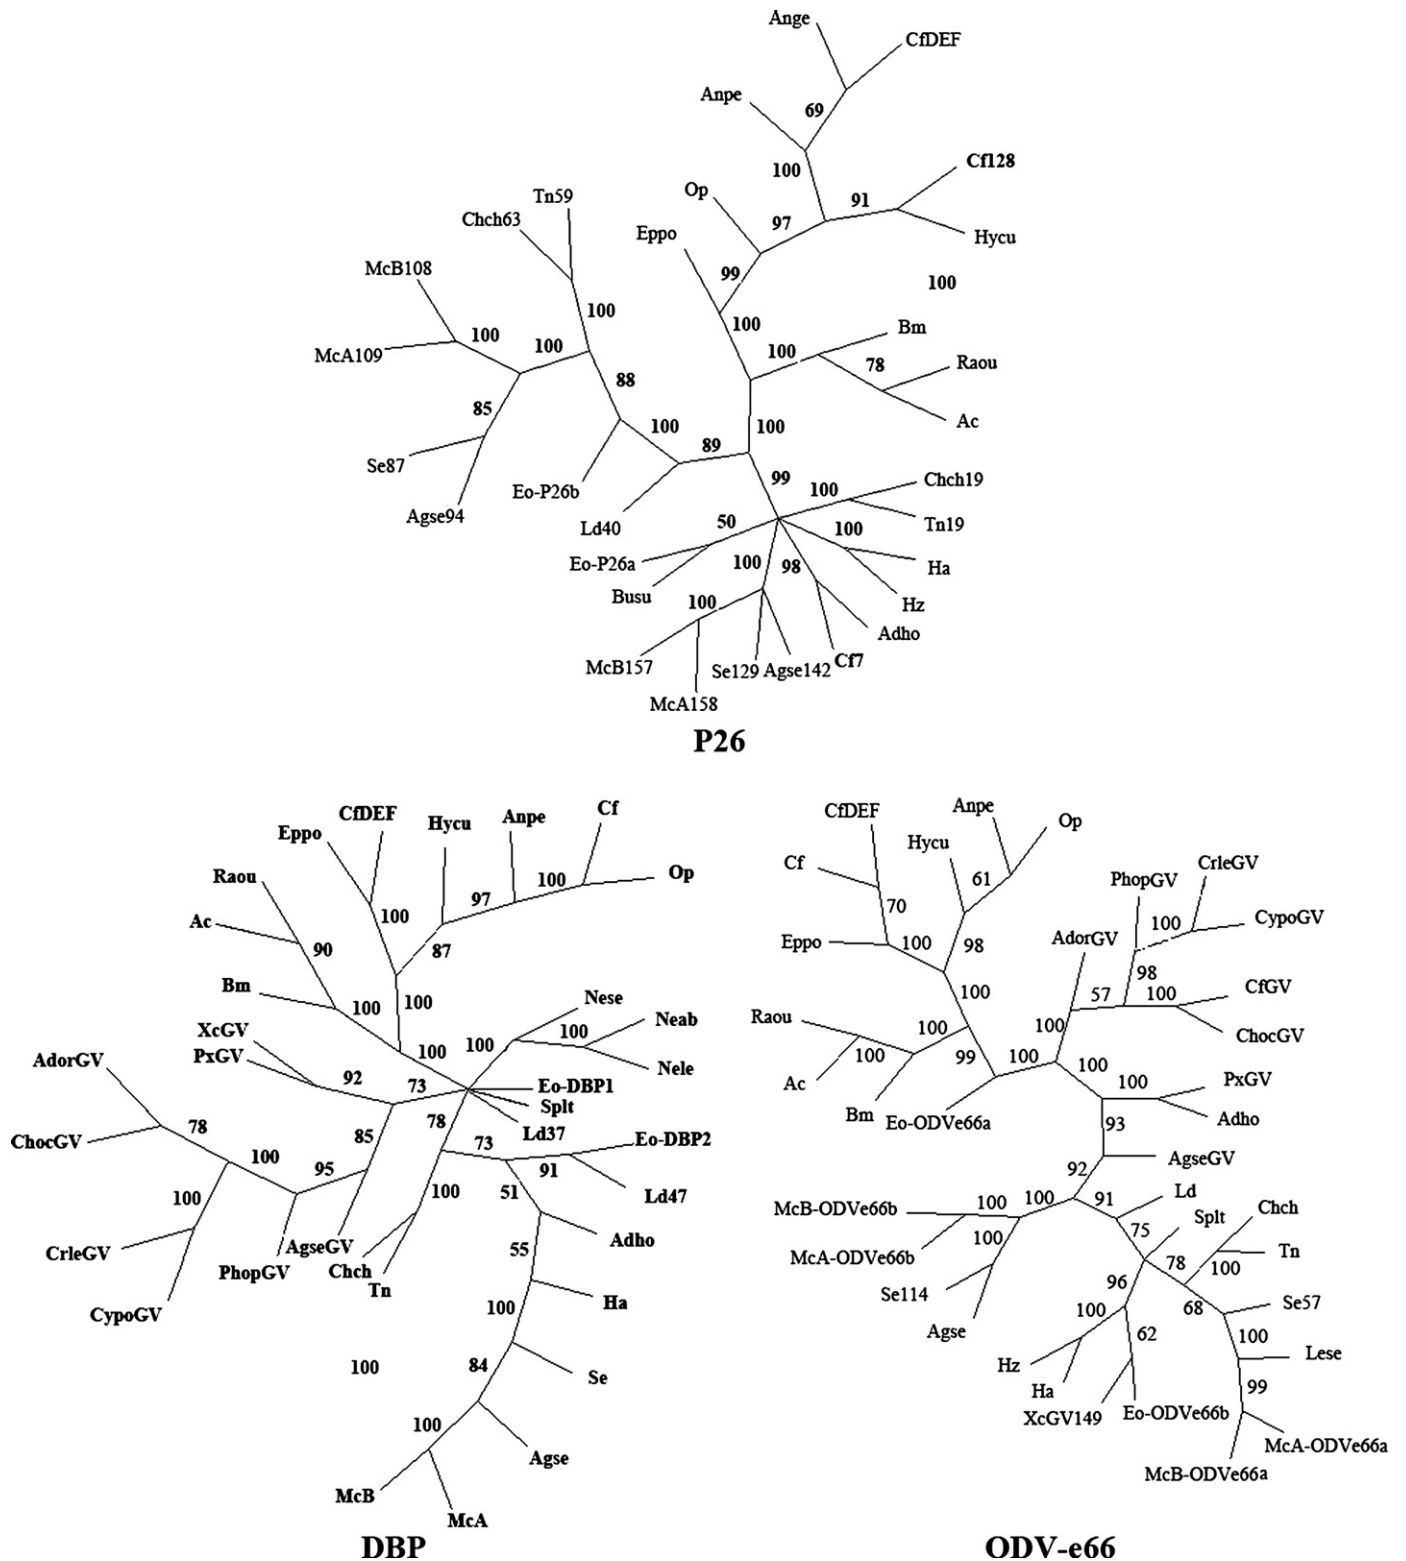 Ange
CfDEF
Anpe
69
100
Cf128
Op
91
97
Hycu
Eppo
Tn59
Chch63
99
100
McB108
100
100
Bm
100
100
McA109
100
78
Raou
88
Ac
85
100
89
100
Se87
99
Chch19
Eo-P26b
100
Agse94
Ld40
50
100
Tn19
Eo-P26a
100
98
Ha
Busu
100
Hz
Adho
McB157
Se129
Agse142
Cf7
McA158
P26
CfDEF
Cf
Eppo
Hycu
Anpe
Raou
100
Op
97
Ac
100
90
87
Bm
100
100
Nese
XcGV
100
100
100
Neab
PxGV
AdorGV
92
73
Nele
Eo-DBP1
Splt
78
78
Ld37
ChocGV
85
73
Eo-DBP2
100
95
91
100
100
51
Ld47
CrleGV
AgseGV
Adho
PhopGV
Chch
55
Tn
CypoGV
100
Ha
100
84
Se
100
Agse
McB
McA
DBP
CfDEF
Anpe
Op
Hycu
Cf
CrleGV
61
PhopGV
70
100
CypoGV
Eppo
100
98
AdorGV
98
100
57
100
CfGV
Raou
100
100
ChocGV
100
99
100
100
100
PxGV
Ac
Bm
Eo-ODVe66a
93
Adho
92
AgseGV
McB-ODVe66b
100
100
91
Ld
Chch
McA-ODVe66b
100
75
Splt
Tn
78
100
Se114
96
68
Se57
Agse
100
62
100
Lese
Hz
Ha
99
XcGV149
Eo-ODVe66b
McA-ODVe66a
McB-ODVe66a
ODV-e66